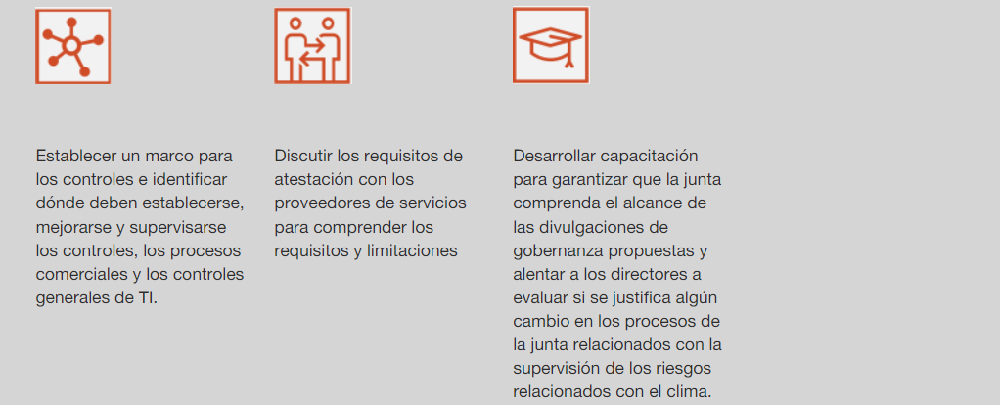 Establecer un marco para
los controles e identificar
dónde deben establecerse,
mejorarse y supervisarse
los controles, los procesos
comerciales y los controles
generales de TI.
Discutir los requisitos de
atestación con los
proveedores de servicios
para comprender los
requisitos y limitaciones
Desarrollar capacitación
para garantizar que la junta
comprenda el alcance de
las divulgaciones de
gobernanza propuestas y
alentar a los directores a
evaluar si se justifica algún
cambio en los procesos de
la junta relacionados con la
supervisión de los riesgos
relacionados con el clima.